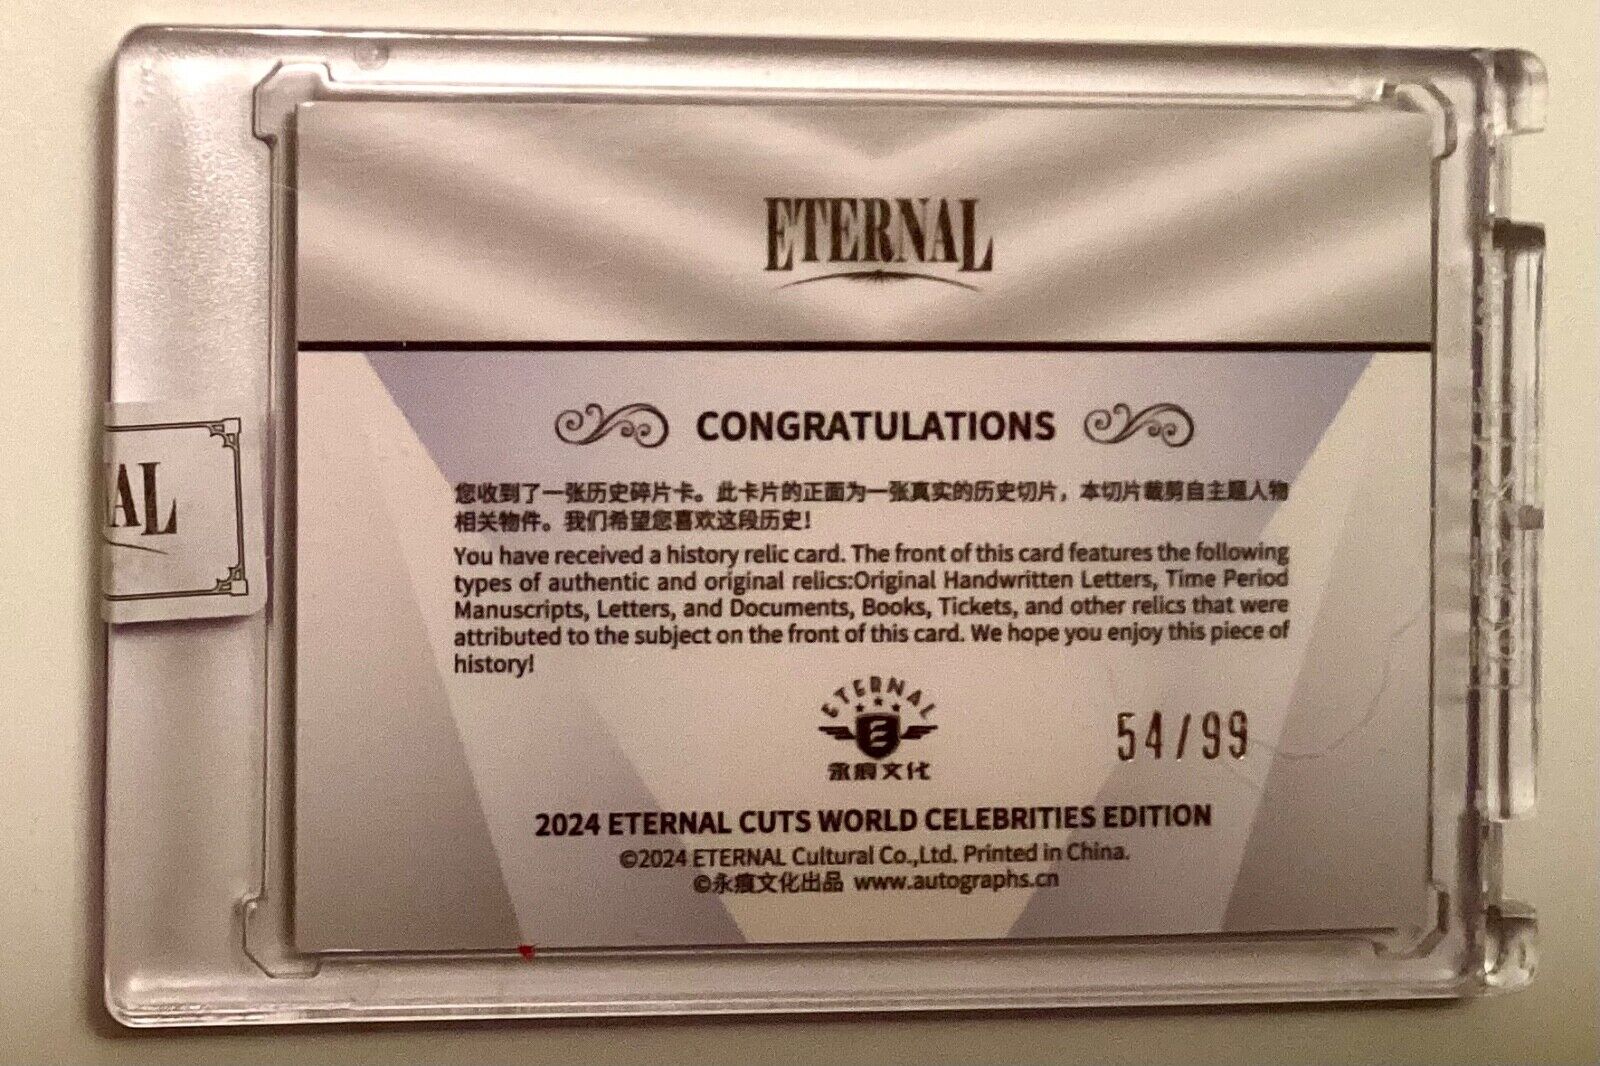 ETERNAL
CONGRATULATIONS
您收到了一张历史碎片卡。此卡片的正面为一张真实的历史切片，本切片裁剪自主题人物
相关物件。我们希望您喜欢这段历史！
You have received a history relic card. The front of this card features the following
types of authentic and original relics:Original Handwritten Letters, Time Period
Manuscripts, Letters, and Documents, Books, Tickets, and other relics that were
attributed to the subject on the front of this card. We hope you enjoy this piece of
history!
AL
ETERNAL
永痕文化
54/99
2024 ETERNAL CUTS WORLD CELEBRITIES EDITION
©2024 ETERNAL Cultural Co.,Ltd. Printed in China.
©永痕文化出品 www.autographs.cn